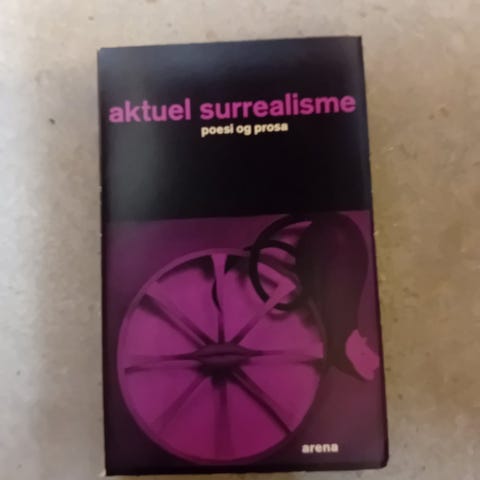 aktuel surrealisme
poesi og prosa
arena